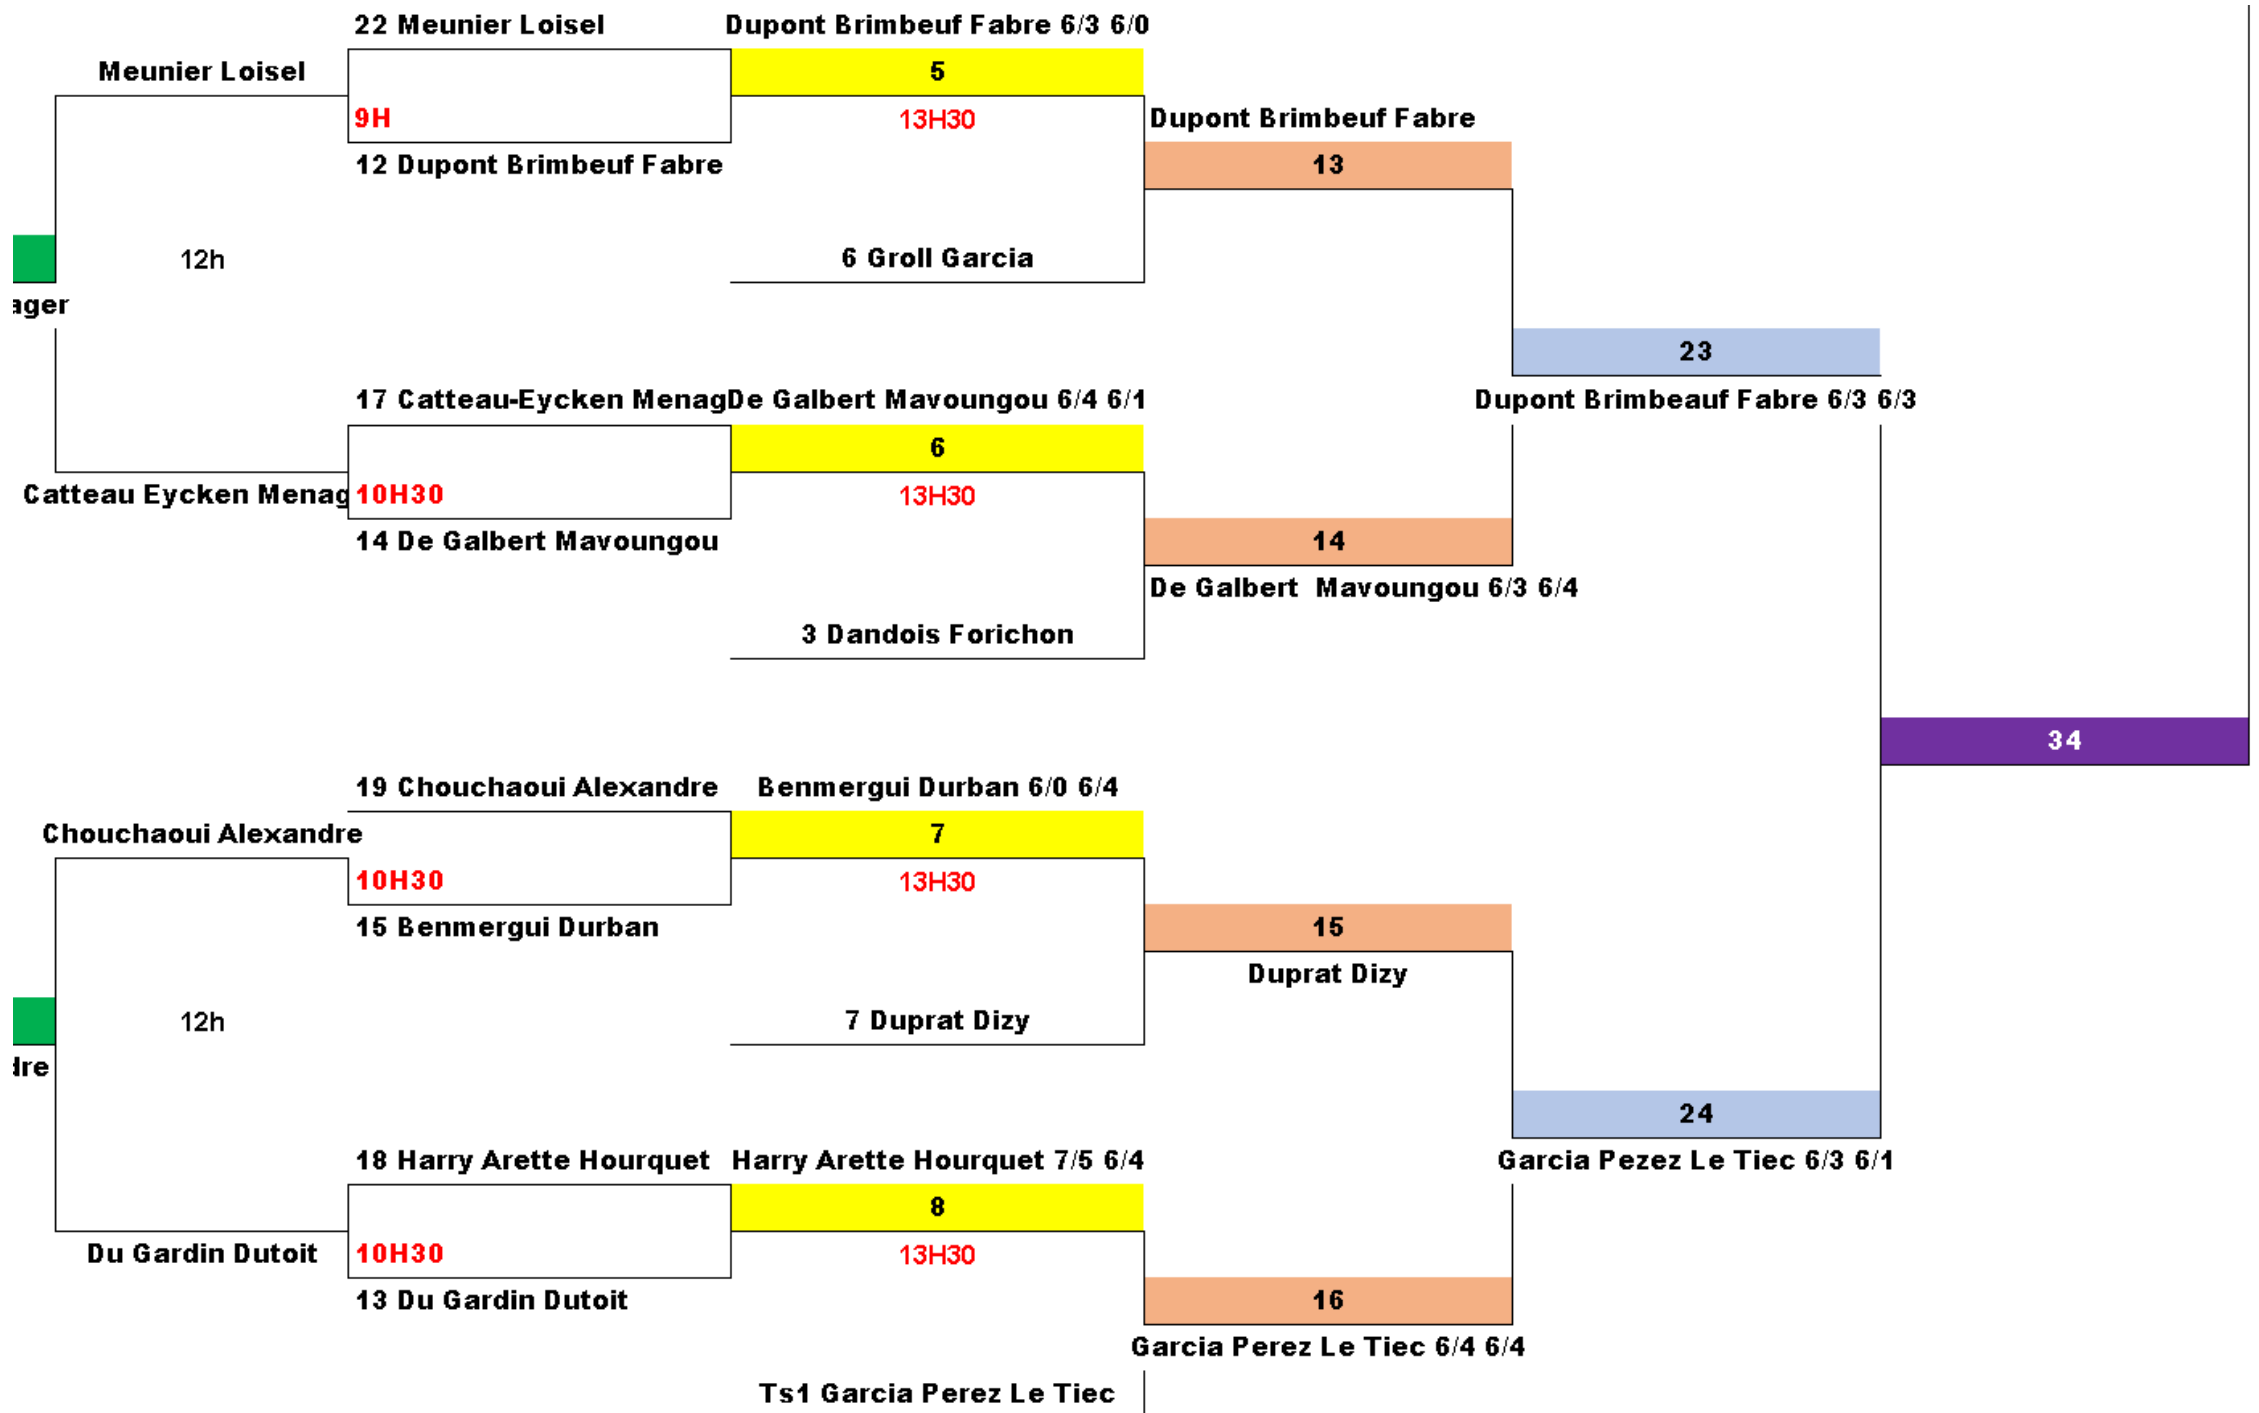 22 Meunier Loisel Dupont Brimbeuf Fabre 6/3 6/0
Meunier Loisel 5
9H 13H30 Dupont Brimbeuf Fabre
12 Dupont Brimbeuf Fabre 13
12h 6 Groll Garcia
ager
23
17 Catteau-Eycken Menag De Galbert Mavoungou 6/4 6/1 Dupont Brimbeauf Fabre 6/3 6/3
6
Catteau Eycken Menag 10H30 13H30
14 De Galbert Mavoungou 14
De Galbert Mavoungou 6/3 6/4
3 Dandois Forichon
34
19 Chouchaoui Alexandre Benmergui Durban 6/0 6/4
Chouchaoui Alexandre 7
10H30 13H30
15 Benmergui Durban 15
Duprat Dizy
12h 7 Duprat Dizy
dre
24
18 Harry Arette Hourquet Harry Arette Hourquet 7/5 6/4 Garcia Pezez Le Tiec 6/3 6/1
8
Du Gardin Dutoit 10H30 13H30
13 Du Gardin Dutoit 16
Garcia Perez Le Tiec 6/4 6/4
Ts1 Garcia Perez Le Tiec